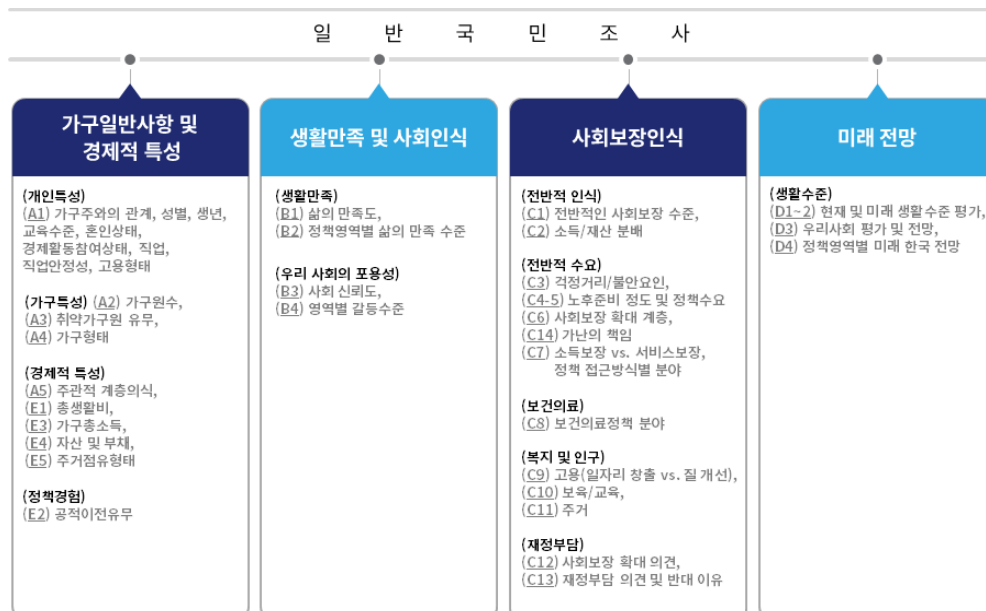 일 반 국 민 조 사
가구일반사항 및
경제적 특성
(개인특성)
(A1) 가구주와의 관계, 성별, 생년,
교육수준, 혼인상태,
경제활동참여상태, 직업,
직업안정성, 고용형태
(가구특성) (A2) 가구원수,
(A3) 취약가구원 유무,
(A4) 가구형태
(경제적 특성)
(A5) 주관적 계층의식,
(E1) 총생활비,
(E3) 가구총소득,
(E4) 자산 및 부채,
(E5) 주거점유형태
(정책경험)
(E2) 공적이전유무
생활만족 및 사회인식
(생활만족)
(B1) 삶의 만족도,
(B2) 정책영역별 삶의 만족 수준
(우리 사회의 포용성)
(B3) 사회 신뢰도,
(B4) 영역별 갈등수준
사회보장인식
(전반적 인식)
(C1) 전반적인 사회보장 수준,
(C2) 소득/재산 분배
(전반적 수요)
(C3) 걱정거리/불안요인,
(C4-5) 노후준비 정도 및 정책수요
(C6) 사회보장 확대 계층,
(C14) 가난의 책임
(C7) 소득보장 vs. 서비스보장,
정책 접근방식별 분야
(보건의료)
(C8) 보건의료정책 분야
(복지 및 인구)
(C9) 고용(일자리 창출 vs. 질 개선),
(C10) 보육/교육,
(C11) 주거
(재정부담)
(C12) 사회보장 확대 의견,
(C13) 재정부담 의견 및 반대 이유
미래 전망
(생활수준)
(D1~2) 현재 및 미래 생활수준 평가,
(D3) 우리사회 평가 및 전망,
(D4) 정책영역별 미래 한국 전망